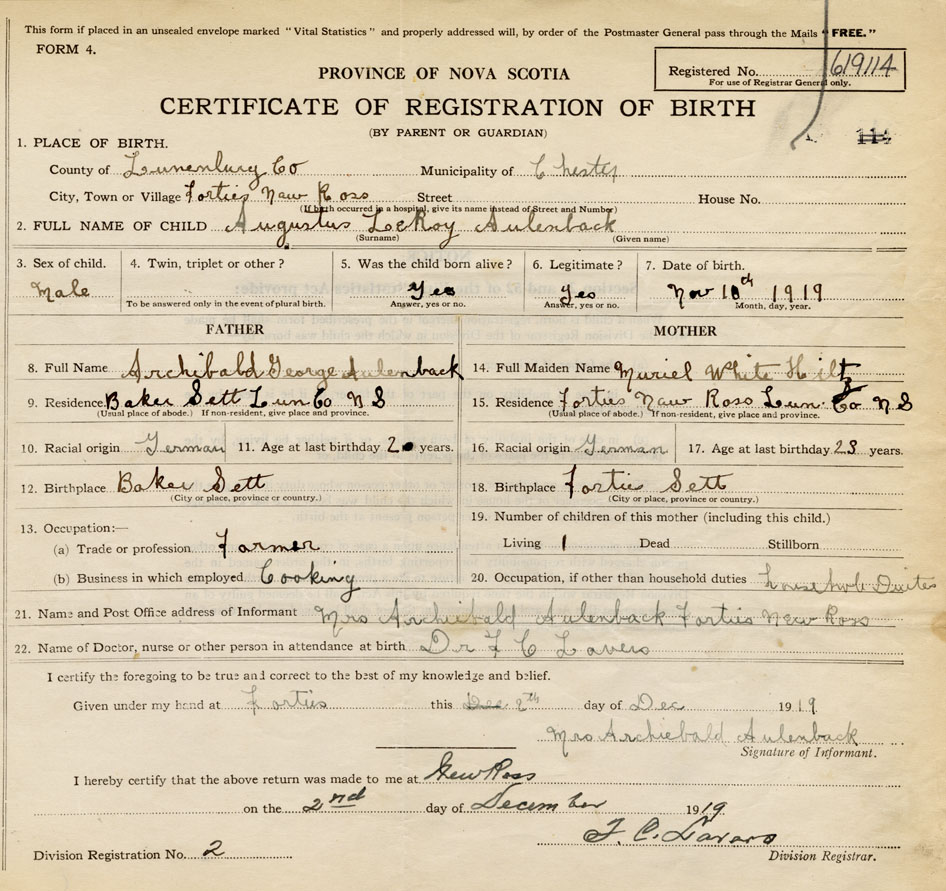 This form if placed in an unsealed envelope marked "Vital Statistics" and properly addressed will, by order of the Postmaster General pass through the Mails "FREE."
FORM 4.
PROVINCE OF NOVA SCOTIA
Registered No. 619114
For use of Registrar General only.
CERTIFICATE OF REGISTRATION OF BIRTH
(BY PARENT OR GUARDIAN)
114
1. PLACE OF BIRTH.
County of Lunenburg Co Municipality of Chester
City, Town or Village Forties Naw Ross Street House No.
(If birth occurred in a hospital, give its name instead of Street and Number)
2. FULL NAME OF CHILD Augustus LeRoy Aulenback
(Surname) (Given name)
3. Sex of child. 4. Twin, triplet or other? 5. Was the child born alive? 6. Legitimate? 7. Date of birth.
Male Yes Yes Nov 10th 1919
To be answered only in the event of plural birth. Answer, yes or no. Answer, yes or no. Month, day, year.
FATHER MOTHER
8. Full Name Archibald George Aulenback 14. Full Maiden Name Muriel White Hiltz
9. Residence Baker Sett Lun Co N S 15. Residence Forties Naw Ross Lun. Co N S
(Usual place of abode.) If non-resident, give place and province. (Usual place of abode.) If non-resident, give place and province.
10. Racial origin German 11. Age at last birthday 2 years. 16. Racial origin German 17. Age at last birthday 23 years.
12. Birthplace Baker Sett 18. Birthplace Forties Sett
(City or place, province or country.) (City or place, province or country.)
13. Occupation:— 19. Number of children of this mother (including this child.)
(a) Trade or profession Farmer Living 1 Dead Stillborn
(b) Business in which employed Cooking 20. Occupation, if other than household duties household Duites
21. Name and Post Office address of Informant Mrs Archiebald Aulenback Forties New Ross
22. Name of Doctor, nurse or other person in attendance at birth Dr F C Lavers
I certify the foregoing to be true and correct to the best of my knowledge and belief.
Given under my hand at Forties this Dec 2th day of Dec 1919
Mrs Archiebald Aulenback
Signature of Informant.
I hereby certify that the above return was made to me at New Ross
on the 2nd day of December 1919
F. C. Lavers
Division Registration No. 2 Division Registrar.